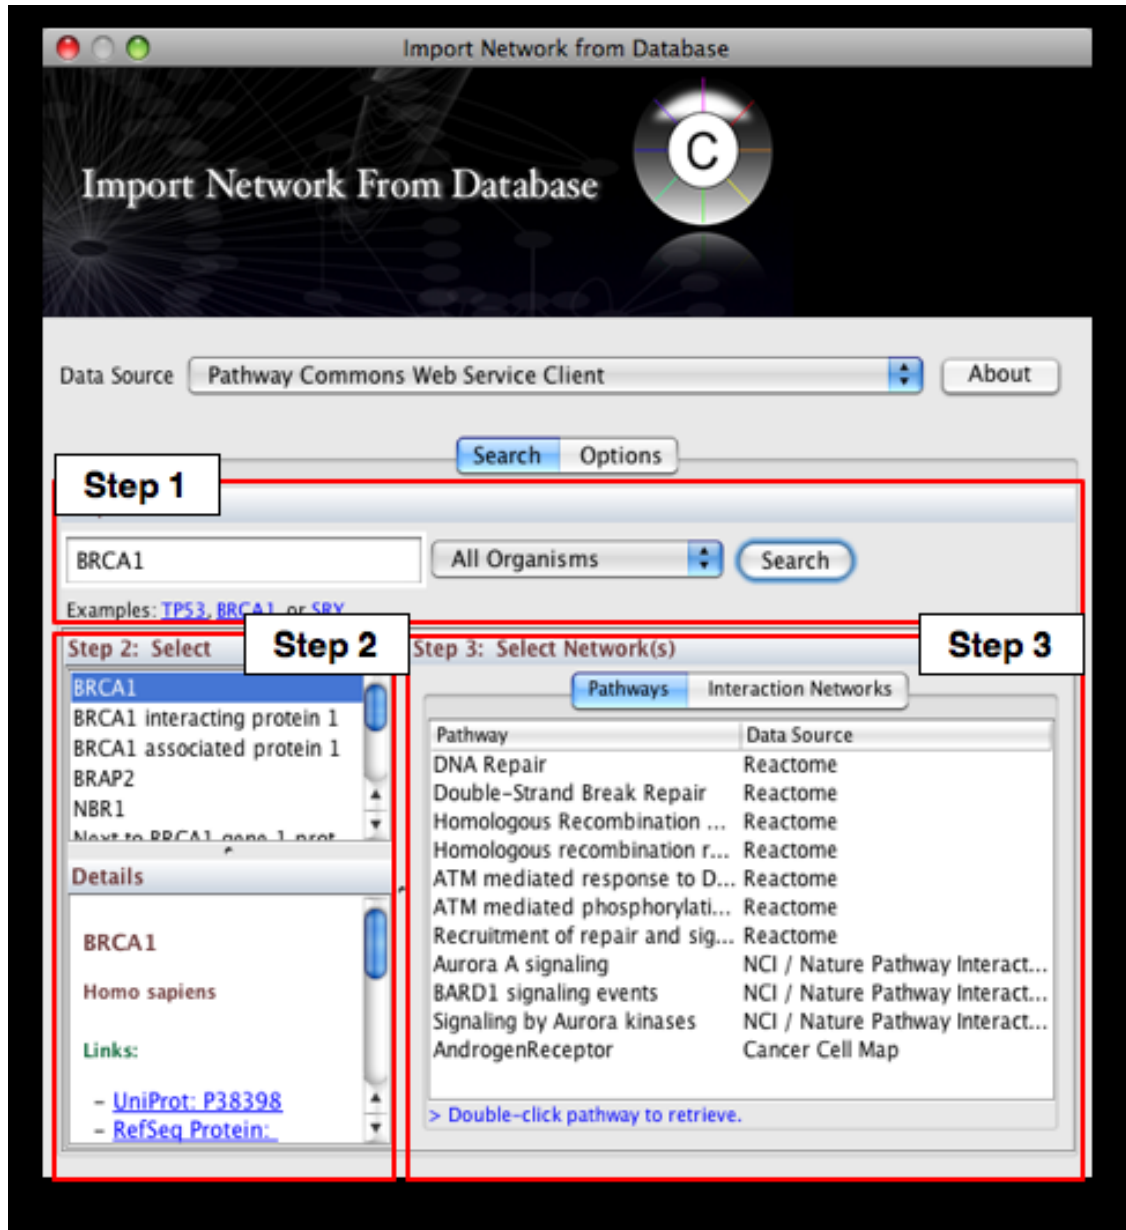 Import Network from Database
C
Import Network From Database
Data Source Pathway Commons Web Service Client About
Search Options
Step 1
BRCA1 All Organisms Search
Examples: TP53, BRCA1, or SRY
Step 2: Select Step 2 Step 3: Select Network(s) Step 3
BRCA1
BRCA1 interacting protein 1
BRCA1 associated protein 1
BRAP2
NBR1
Next to BRCA1 gene 1 prot
Details
BRCA1
Homo sapiens
Links:
– UniProt: P38398
– RefSeq Protein:
Pathways Interaction Networks
Pathway Data Source
DNA Repair Reactome
Double-Strand Break Repair Reactome
Homologous Recombination ... Reactome
Homologous recombination r... Reactome
ATM mediated response to D... Reactome
ATM mediated phosphorylati... Reactome
Recruitment of repair and sig... Reactome
Aurora A signaling NCI / Nature Pathway Interact...
BARD1 signaling events NCI / Nature Pathway Interact...
Signaling by Aurora kinases NCI / Nature Pathway Interact...
AndrogenReceptor Cancer Cell Map
> Double-click pathway to retrieve.